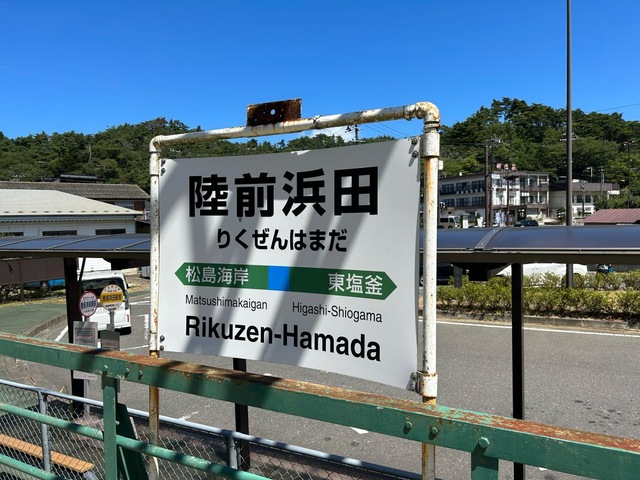 陸前浜田
りくぜんはまだ
松島海岸 東塩釜
Matsushimakaigan Higashi-Shiogama
Rikuzen-Hamada